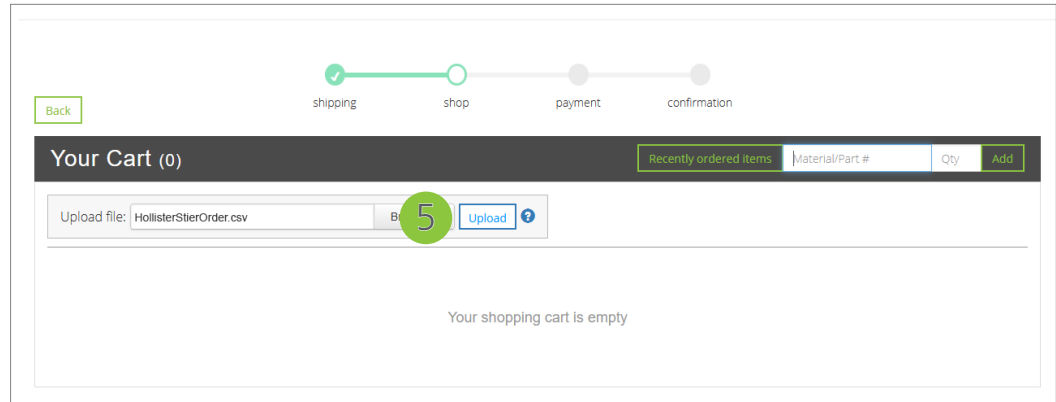 shipping shop payment confirmation
Back
Your Cart (0) Recently ordered items Material/Part # Qty Add
Upload file: HollisterStierOrder.csv 5 Upload ?
Your shopping cart is empty